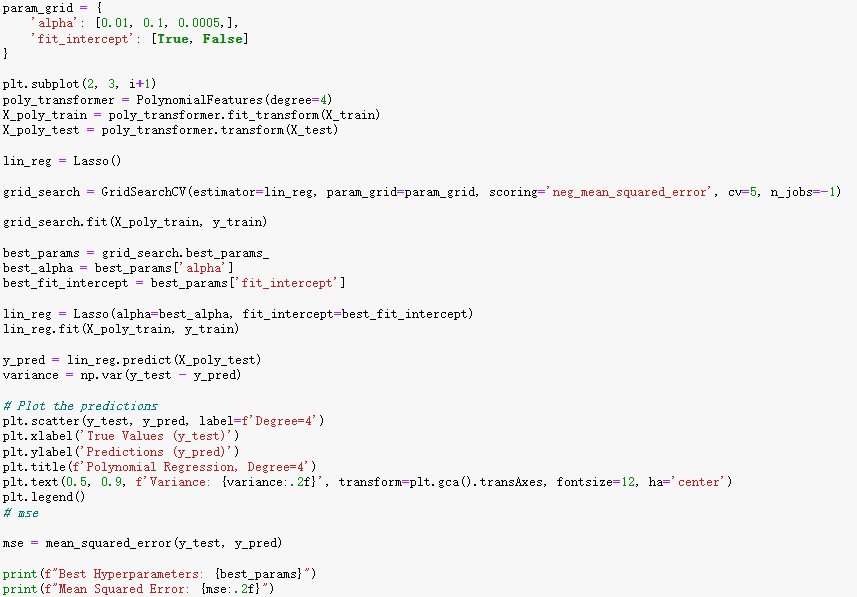 param_grid = {
    'alpha': [0.01, 0.1, 0.0005,],
    'fit_intercept': [True, False]
}
plt.subplot(2, 3, i+1)
poly_transformer = PolynomialFeatures(degree=4)
X_poly_train = poly_transformer.fit_transform(X_train)
X_poly_test = poly_transformer.transform(X_test)
lin_reg = Lasso()
grid_search = GridSearchCV(estimator=lin_reg, param_grid=param_grid, scoring='neg_mean_squared_error', cv=5, n_jobs=-1)
grid_search.fit(X_poly_train, y_train)
best_params = grid_search.best_params_
best_alpha = best_params['alpha']
best_fit_intercept = best_params['fit_intercept']
lin_reg = Lasso(alpha=best_alpha, fit_intercept=best_fit_intercept)
lin_reg.fit(X_poly_train, y_train)
y_pred = lin_reg.predict(X_poly_test)
variance = np.var(y_test - y_pred)
# Plot the predictions
plt.scatter(y_test, y_pred, label=f'Degree=4')
plt.xlabel('True Values (y_test)')
plt.ylabel('Predictions (y_pred)')
plt.title(f'Polynomial Regression, Degree=4')
plt.text(0.5, 0.9, f'Variance: {variance:.2f}', transform=plt.gca().transAxes, fontsize=12, ha='center')
plt.legend()
# mse
mse = mean_squared_error(y_test, y_pred)
print(f"Best Hyperparameters: {best_params}")
print(f"Mean Squared Error: {mse:.2f}")